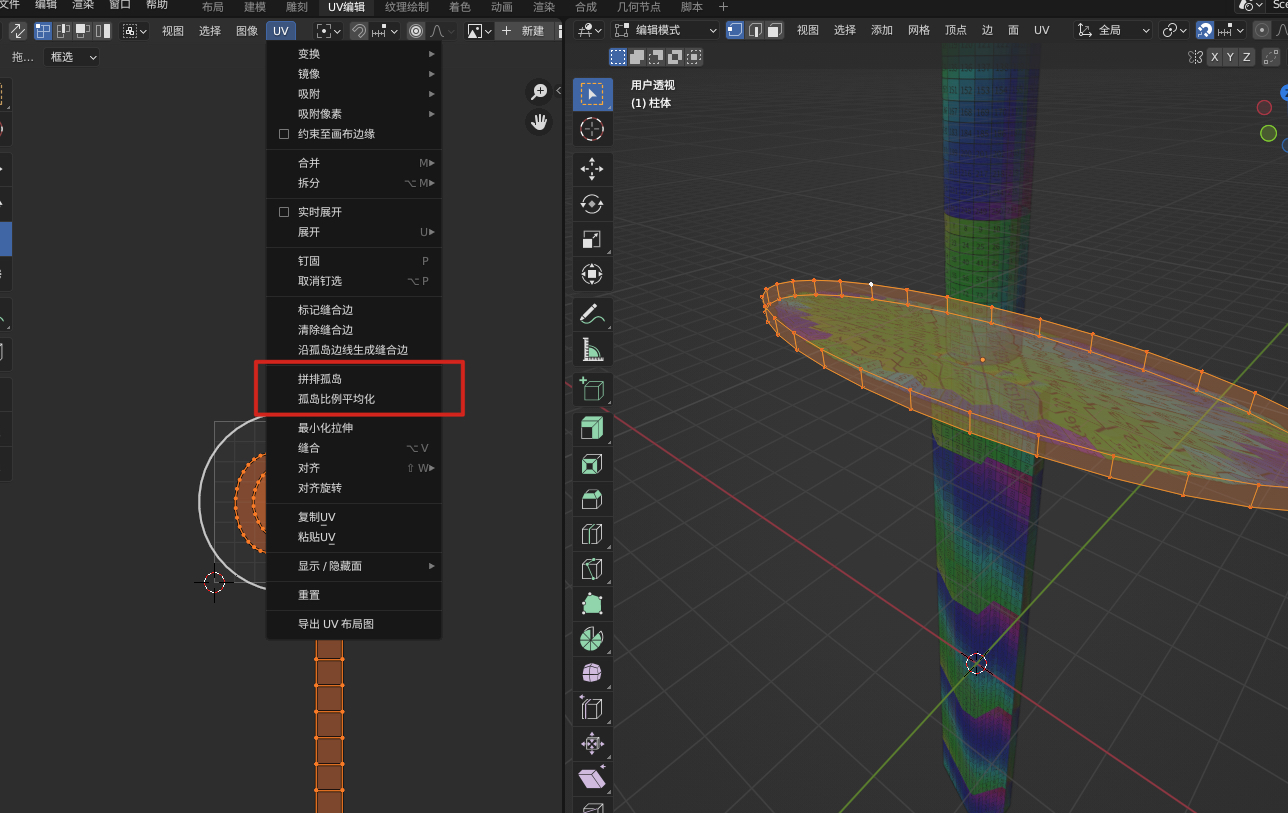 文件 编辑 渲染 窗口 帮助 布局 建模 雕刻 UV编辑 纹理绘制 着色 动画 渲染 合成 几何节点 脚本 + Sce
视图 选择 图像 UV 新建 编辑模式 视图 选择 添加 网格 顶点 边 面 UV 全局
拖... 框选 X Y Z
用户透视
(1) 柱体
变换
镜像
吸附
吸附像素
约束至画布边缘
合并 M
拆分 ⌥ M
实时展开
展开 U
钉固 P
取消钉选 ⌥ P
标记缝合边
清除缝合边
沿孤岛边线生成缝合边
拼排孤岛
孤岛比例平均化
最小化拉伸
缝合 ⌥ V
对齐 ⇧ W
对齐旋转
复制UV
粘贴UV
显示 / 隐藏面
重置
导出 UV 布局图